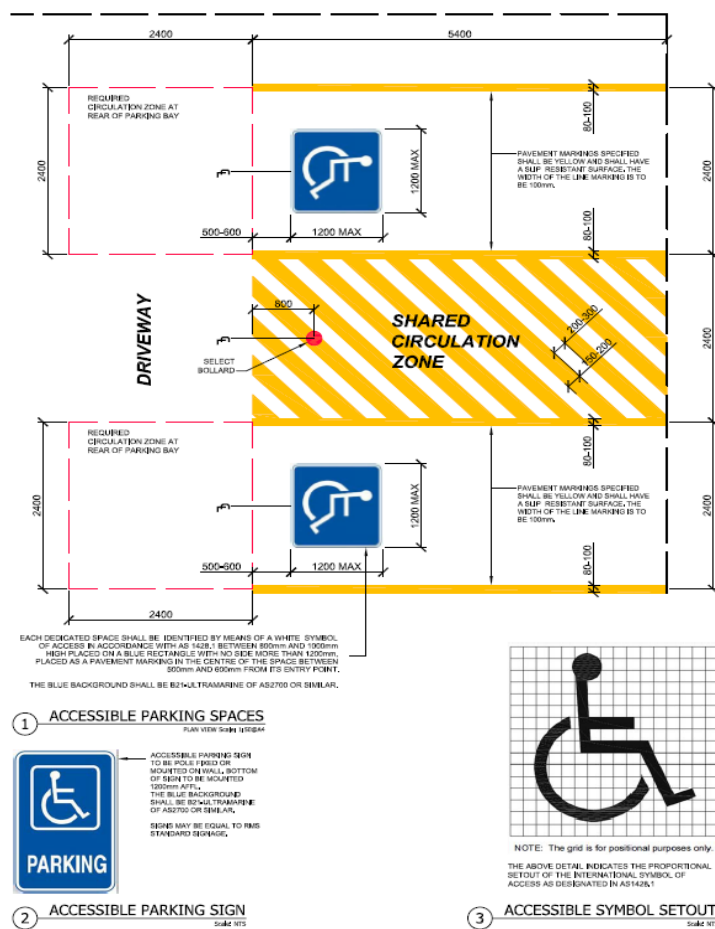 2400
5400
REQUIRED
CIRCULATION ZONE AT
REAR OF PARKING BAY
2400
1200 MAX
500-600
1200 MAX
80-100
PAVEMENT MARKINGS SPECIFIED
SHALL BE YELLOW AND SHALL HAVE
A SLIP RESISTANT SURFACE. THE
WIDTH OF THE LINE MARKING IS TO
BE 100mm.
80-100
2400
DRIVEWAY
800
SELECT
BOLLARD
SHARED
CIRCULATION
ZONE
200-300
150-200
2400
REQUIRED
CIRCULATION ZONE AT
REAR OF PARKING BAY
2400
1200 MAX
500-600
1200 MAX
80-100
PAVEMENT MARKINGS SPECIFIED
SHALL BE YELLOW AND SHALL HAVE
A SLIP RESISTANT SURFACE. THE
WIDTH OF THE LINE MARKING IS TO
BE 100mm.
80-100
2400
2400
EACH DEDICATED SPACE SHALL BE IDENTIFIED BY MEANS OF A WHITE SYMBOL
OF ACCESS IN ACCORDANCE WITH AS 1428.1 BETWEEN 800mm AND 1000mm
HIGH PLACED ON A BLUE RECTANGLE WITH NO SIDE MORE THAN 1200mm,
PLACED AS A PAVEMENT MARKING IN THE CENTRE OF THE SPACE BETWEEN
500mm AND 600mm FROM ITS ENTRY POINT.
THE BLUE BACKGROUND SHALL BE B21-ULTRAMARINE OF AS2700 OR SIMILAR.
1 ACCESSIBLE PARKING SPACES
PLAN VIEW Scale: 1:50@A4
PARKING
ACCESSIBLE PARKING SIGN
TO BE POLE FIXED OR
MOUNTED ON WALL. BOTTOM
OF SIGN TO BE MOUNTED
1200mm AFFL.
THE BLUE BACKGROUND
SHALL BE B21-ULTRAMARINE
OF AS2700 OR SIMILAR.
SIGNS MAY BE EQUAL TO RMS
STANDARD SIGNAGE.
2 ACCESSIBLE PARKING SIGN
Scale: NTS
NOTE: The grid is for positional purposes only.
THE ABOVE DETAIL INDICATES THE PROPORTIONAL
SETOUT OF THE INTERNATIONAL SYMBOL OF
ACCESS AS DESIGNATED IN AS1428.1
3 ACCESSIBLE SYMBOL SETOUT